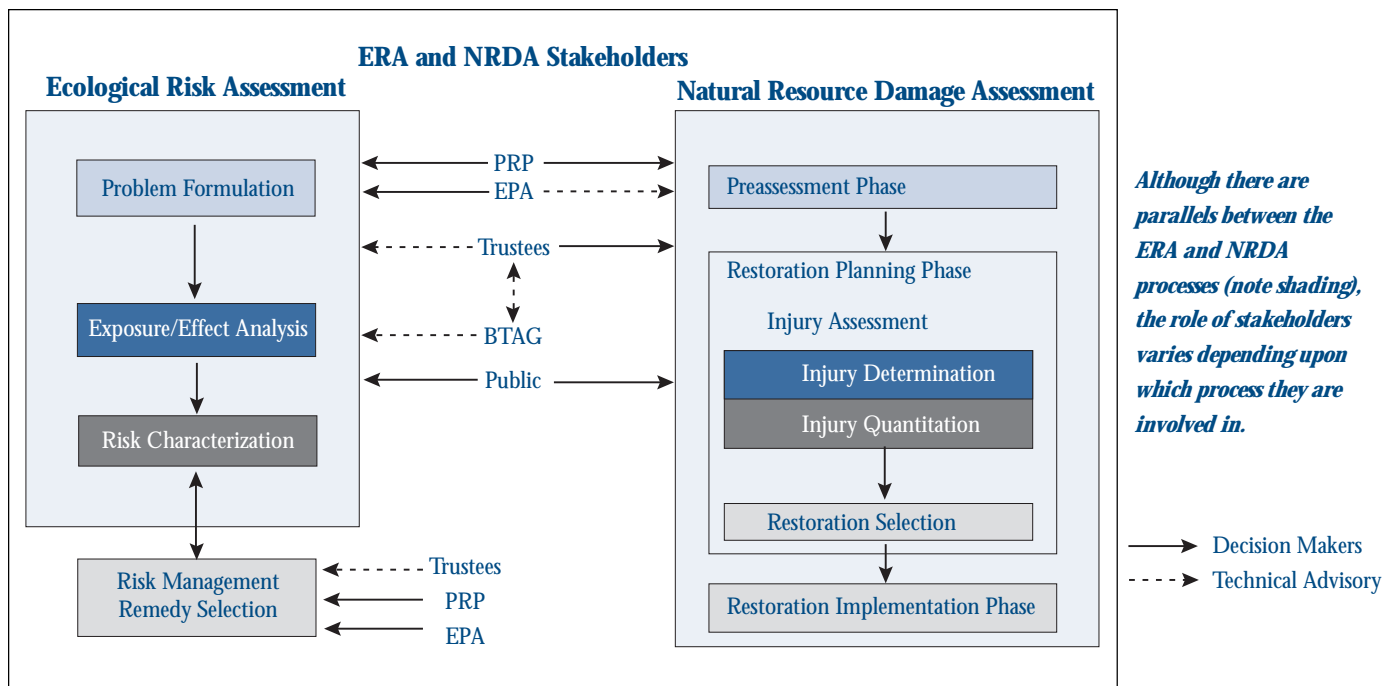 ERA and NRDA Stakeholders
Ecological Risk Assessment
Natural Resource Damage Assessment
Problem Formulation
Exposure/Effect Analysis
Risk Characterization
Risk Management
Remedy Selection
PRP
EPA
Trustees
BTAG
Public
Trustees
PRP
EPA
Preassessment Phase
Restoration Planning Phase
Injury Assessment
Injury Determination
Injury Quantitation
Restoration Selection
Restoration Implementation Phase
Although there are
parallels between the
ERA and NRDA
processes (note shading),
the role of stakeholders
varies depending upon
which process they are
involved in.
Decision Makers
Technical Advisory